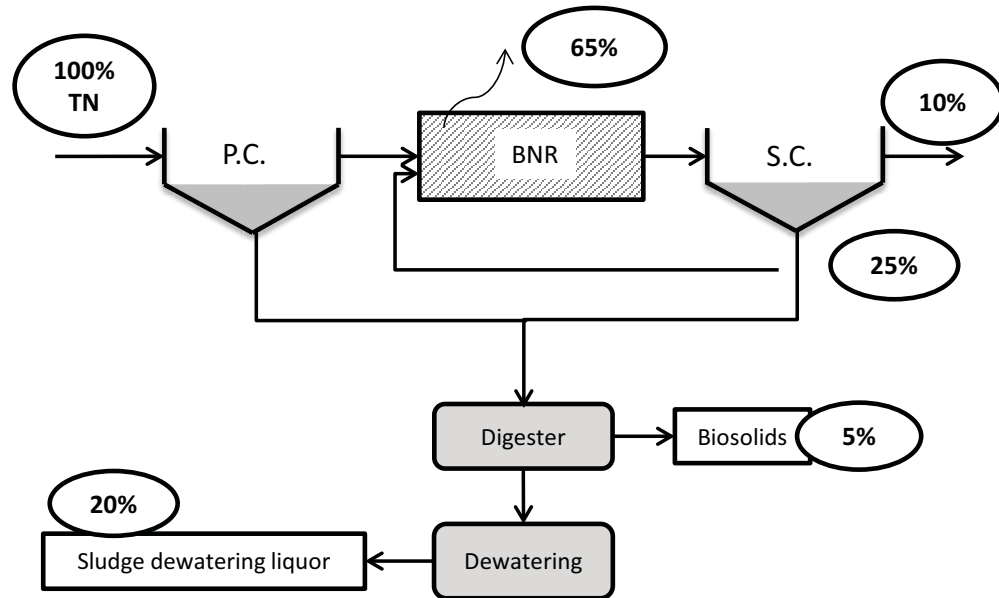 100%
TN
65%
10%
P.C.
BNR
S.C.
25%
Digester
Biosolids
5%
20%
Sludge dewatering liquor
Dewatering